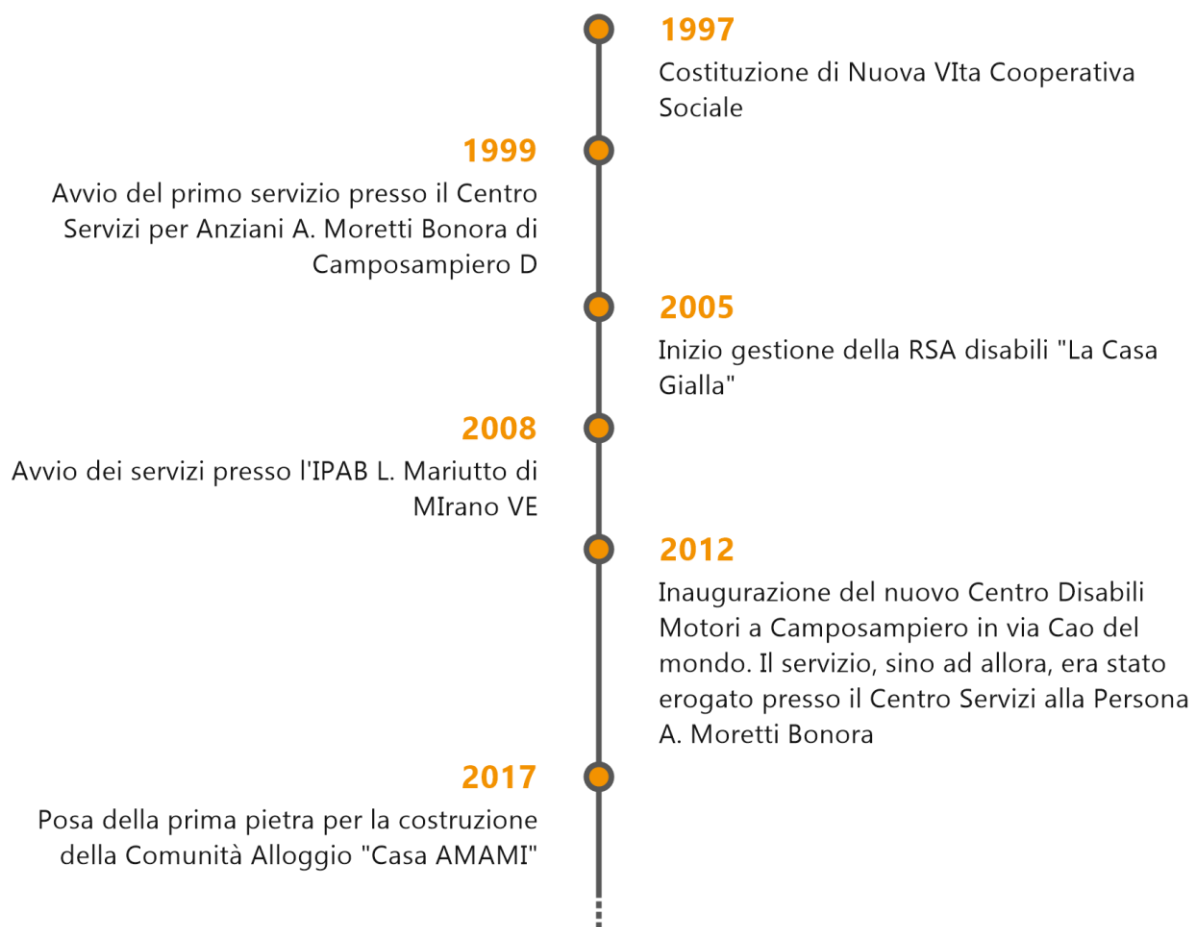 1997
Costituzione di Nuova VIta Cooperativa
Sociale
1999
Avvio del primo servizio presso il Centro
Servizi per Anziani A. Moretti Bonora di
Camposampiero D
2005
Inizio gestione della RSA disabili "La Casa
Gialla"
2008
Avvio dei servizi presso l'IPAB L. Mariutto di
MIrano VE
2012
Inaugurazione del nuovo Centro Disabili
Motori a Camposampiero in via Cao del
mondo. Il servizio, sino ad allora, era stato
erogato presso il Centro Servizi alla Persona
A. Moretti Bonora
2017
Posa della prima pietra per la costruzione
della Comunità Alloggio "Casa AMAMI"